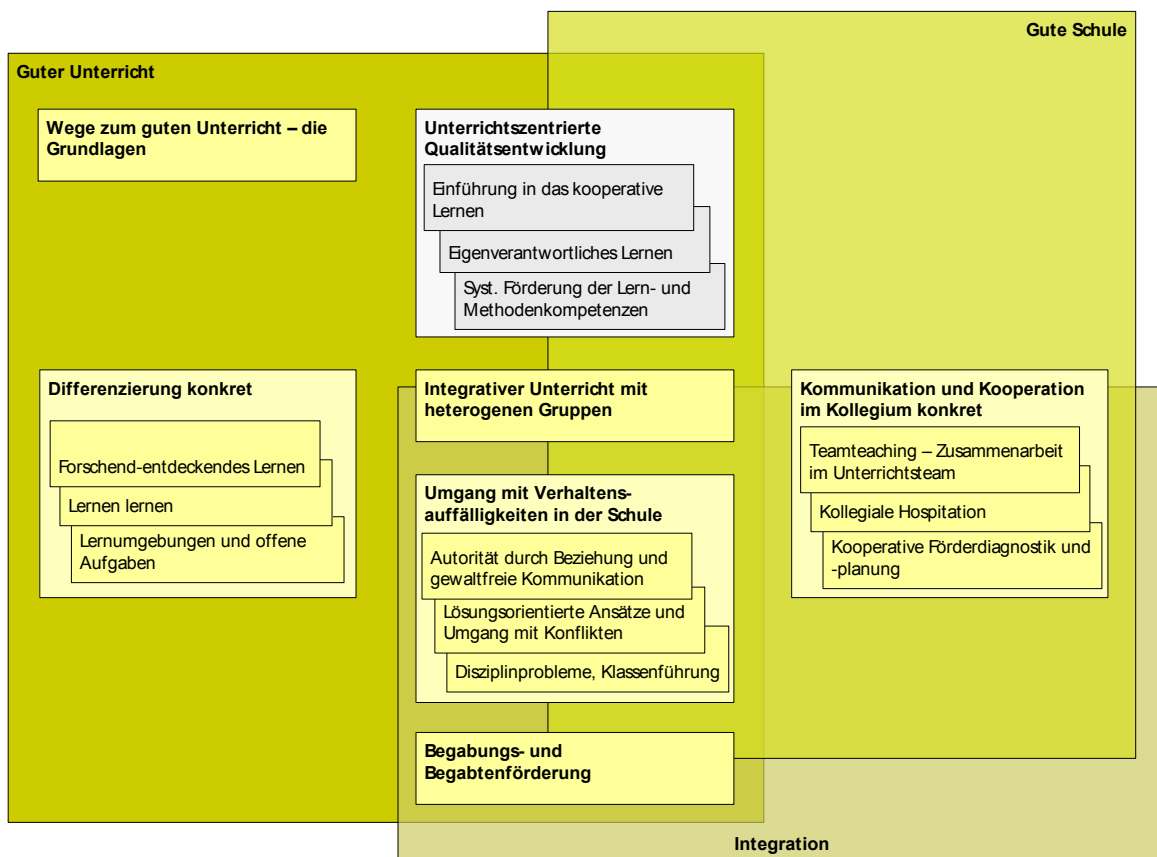 Gute Schule
Guter Unterricht
Wege zum guten Unterricht – die
Grundlagen
Unterrichtszentrierte
Qualitätsentwicklung
Einführung in das kooperative
Lernen
Eigenverantwortliches Lernen
Syst. Förderung der Lern- und
Methodenkompetenzen
Differenzierung konkret
Forschend-entdeckendes Lernen
Lernen lernen
Lernumgebungen und offene
Aufgaben
Integrativer Unterricht mit
heterogenen Gruppen
Umgang mit Verhaltens-
auffälligkeiten in der Schule
Autorität durch Beziehung und
gewaltfreie Kommunikation
Lösungsorientierte Ansätze und
Umgang mit Konflikten
Disziplinprobleme, Klassenführung
Begabungs- und
Begabtenförderung
Kommunikation und Kooperation
im Kollegium konkret
Teamteaching – Zusammenarbeit
im Unterrichtsteam
Kollegiale Hospitation
Kooperative Förderdiagnostik und
-planung
Integration